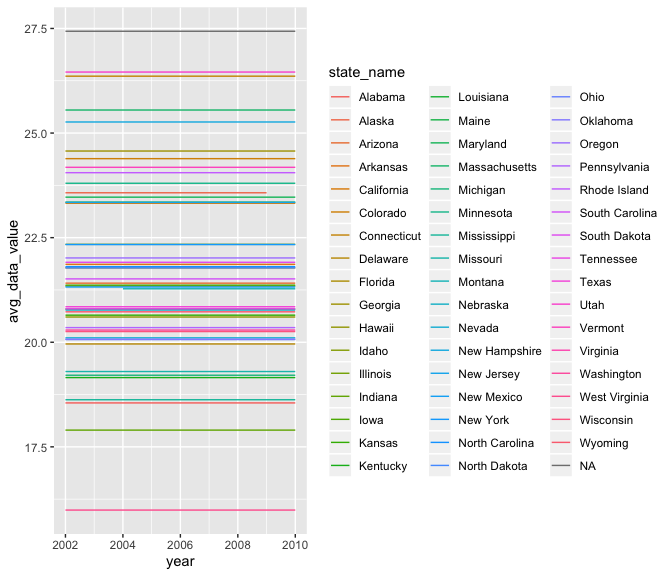 27.5
25.0
22.5
20.0
17.5
avg_data_value
2002 2004 2006 2008 2010
year
state_name
Alabama Louisiana Ohio
Alaska Maine Oklahoma
Arizona Maryland Oregon
Arkansas Massachusetts Pennsylvania
California Michigan Rhode Island
Colorado Minnesota South Carolina
Connecticut Mississippi South Dakota
Delaware Missouri Tennessee
Florida Montana Texas
Georgia Nebraska Utah
Hawaii Nevada Vermont
Idaho New Hampshire Virginia
Illinois New Jersey Washington
Indiana New Mexico West Virginia
Iowa New York Wisconsin
Kansas North Carolina Wyoming
Kentucky North Dakota NA